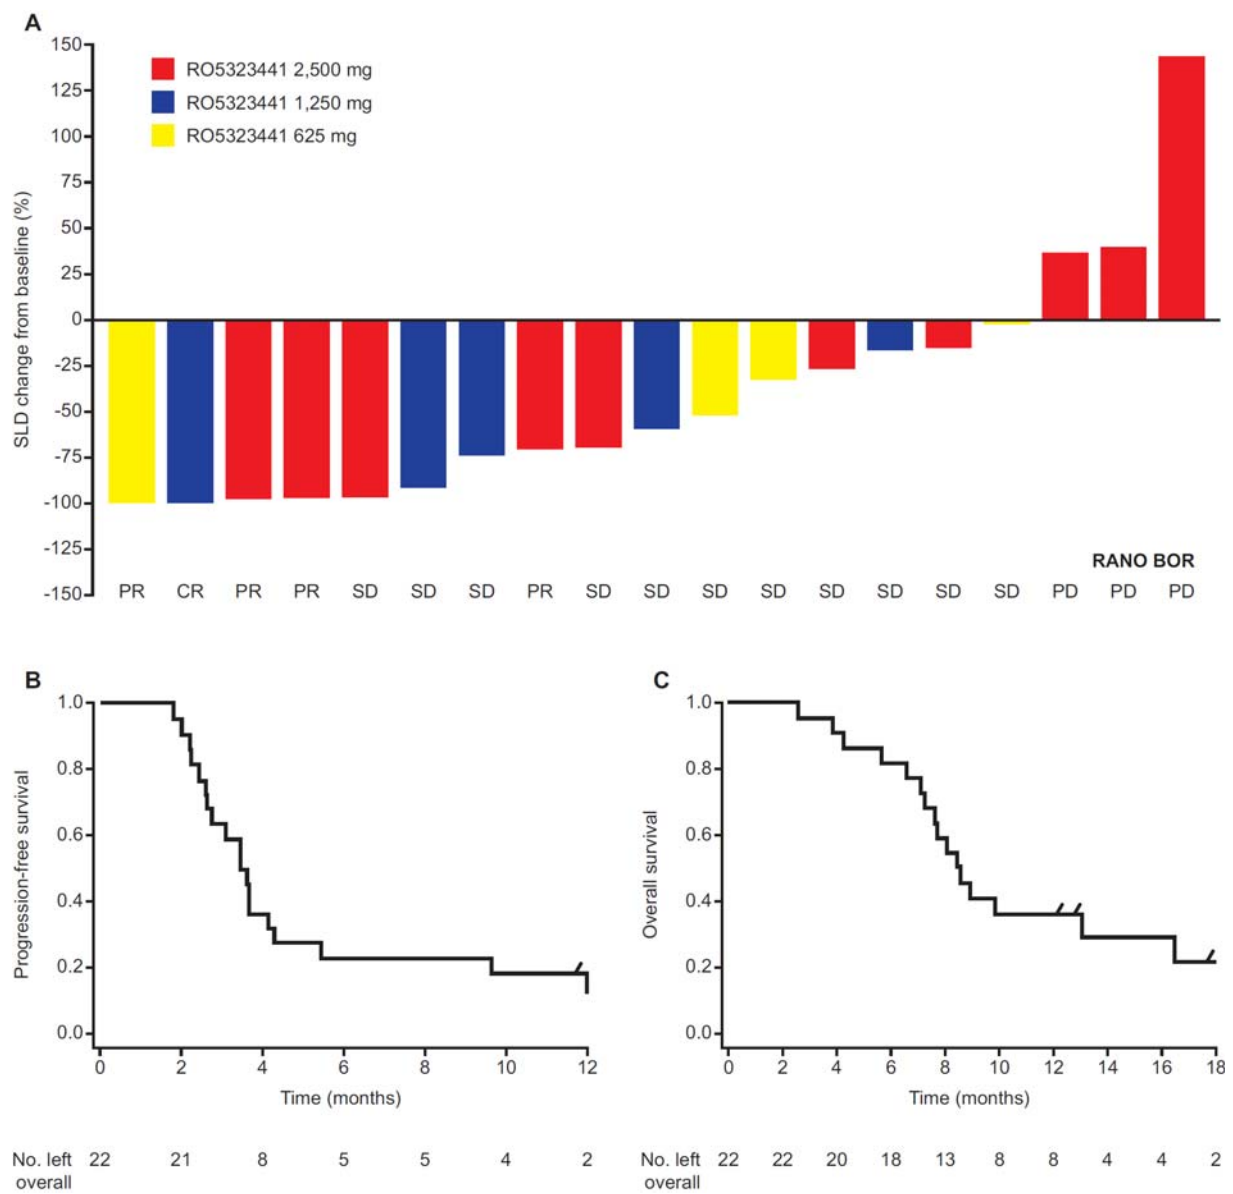 A
150
RO5323441 2,500 mg
125
RO5323441 1,250 mg
100
RO5323441 625 mg
75
50
25
0
-25
-50
-75
-100
-125
-150
SLD change from baseline (%)
RANO BOR
PR CR PR PR SD SD SD PR SD SD SD SD SD SD SD SD PD PD PD
B
1.0
0.8
0.6
0.4
0.2
0.0
Progression-free survival
0 2 4 6 8 10 12
Time (months)
No. left overall 22 21 8 5 5 4 2
C
1.0
0.8
0.6
0.4
0.2
0.0
Overall survival
0 2 4 6 8 10 12 14 16 18
Time (months)
No. left overall 22 22 20 18 13 8 8 4 4 2